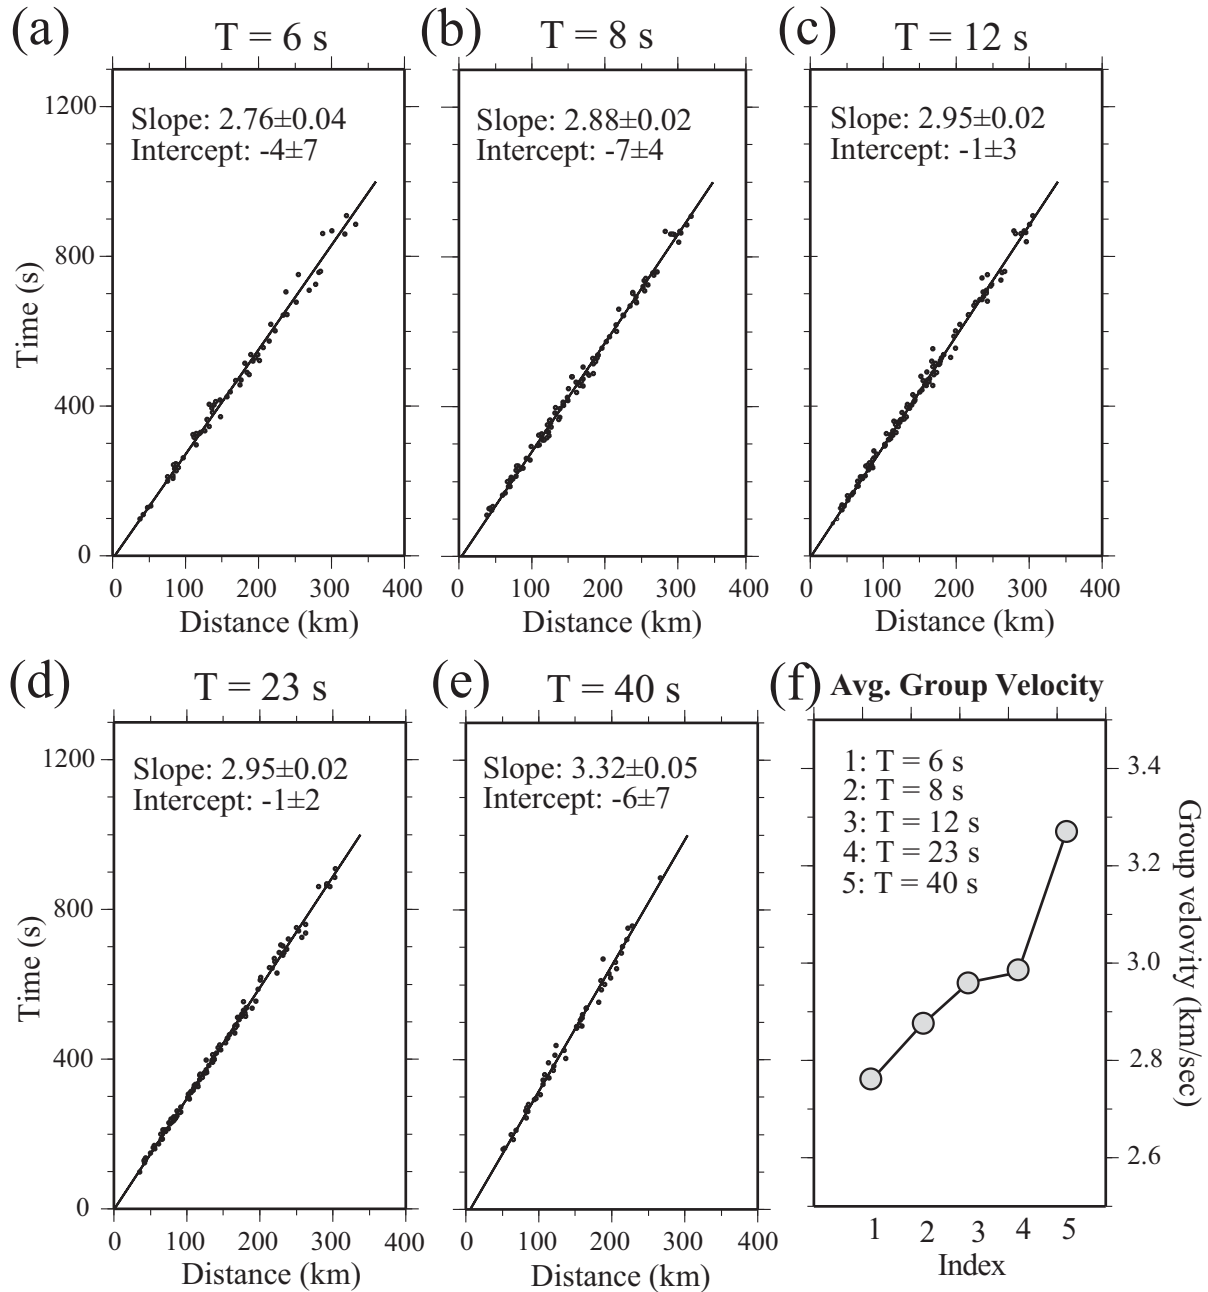 (a)
T = 6 s
Slope: 2.76±0.04
Intercept: -4±7
1200
800
400
0
Time (s)
0 100 200 300 400
Distance (km)
(b)
T = 8 s
Slope: 2.88±0.02
Intercept: -7±4
0 100 200 300 400
Distance (km)
(c)
T = 12 s
Slope: 2.95±0.02
Intercept: -1±3
0 100 200 300 400
Distance (km)
(d)
T = 23 s
Slope: 2.95±0.02
Intercept: -1±2
1200
800
400
0
Time (s)
0 100 200 300 400
Distance (km)
(e)
T = 40 s
Slope: 3.32±0.05
Intercept: -6±7
0 100 200 300 400
Distance (km)
(f)
Avg. Group Velocity
1: T = 6 s
2: T = 8 s
3: T = 12 s
4: T = 23 s
5: T = 40 s
3.4
3.2
3.0
2.8
2.6
Group velovity (km/sec)
1 2 3 4 5
Index